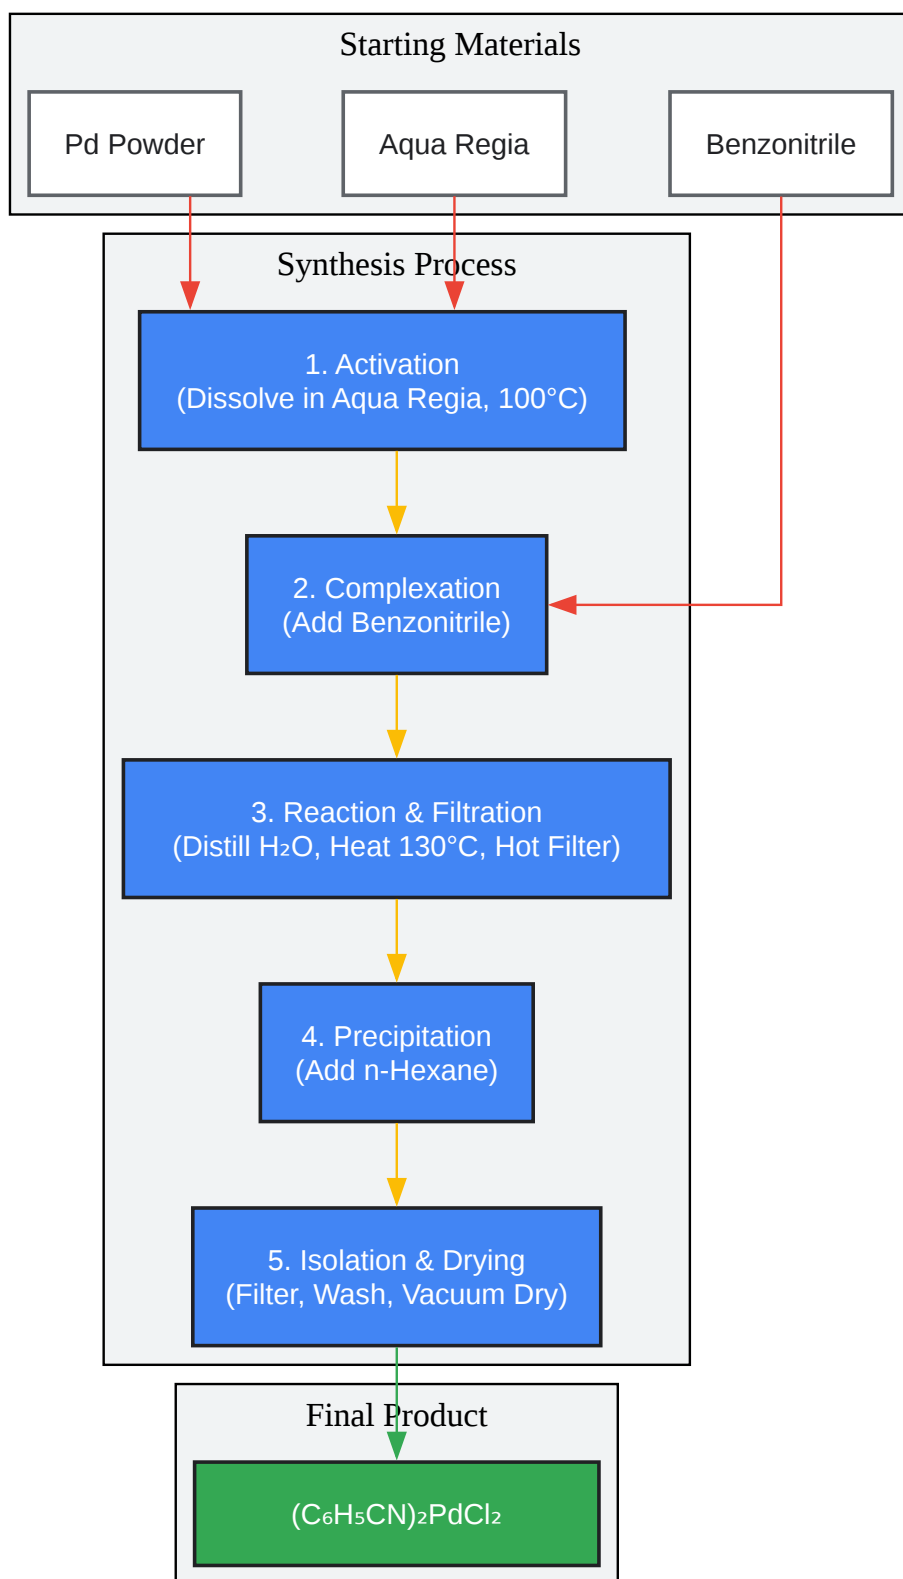 Starting Materials
Pd Powder
Aqua Regia
Benzonitrile
Synthesis Process
1. Activation
(Dissolve in Aqua Regia, 100°C)
2. Complexation
(Add Benzonitrile)
3. Reaction & Filtration
(Distill H₂O, Heat 130°C, Hot Filter)
4. Precipitation
(Add n-Hexane)
5. Isolation & Drying
(Filter, Wash, Vacuum Dry)
Final Product
(C₆H₅CN)₂PdCl₂